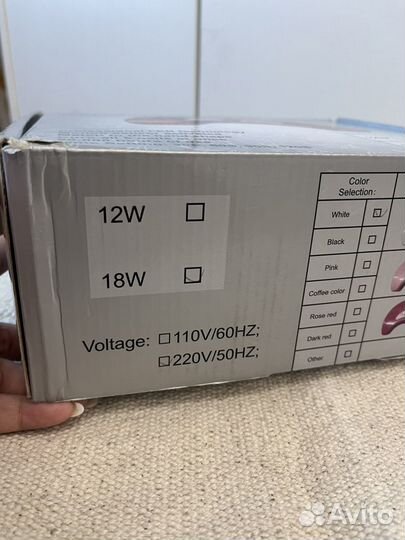 12W ☐
18W ☑
Voltage: ☐110V/60HZ;
☑220V/50HZ;
Color
Selection:
White ☑
Black ☐
Pink ☐
Coffee color ☐
Rose red ☐
Dark red ☐
Other ☐
Avito